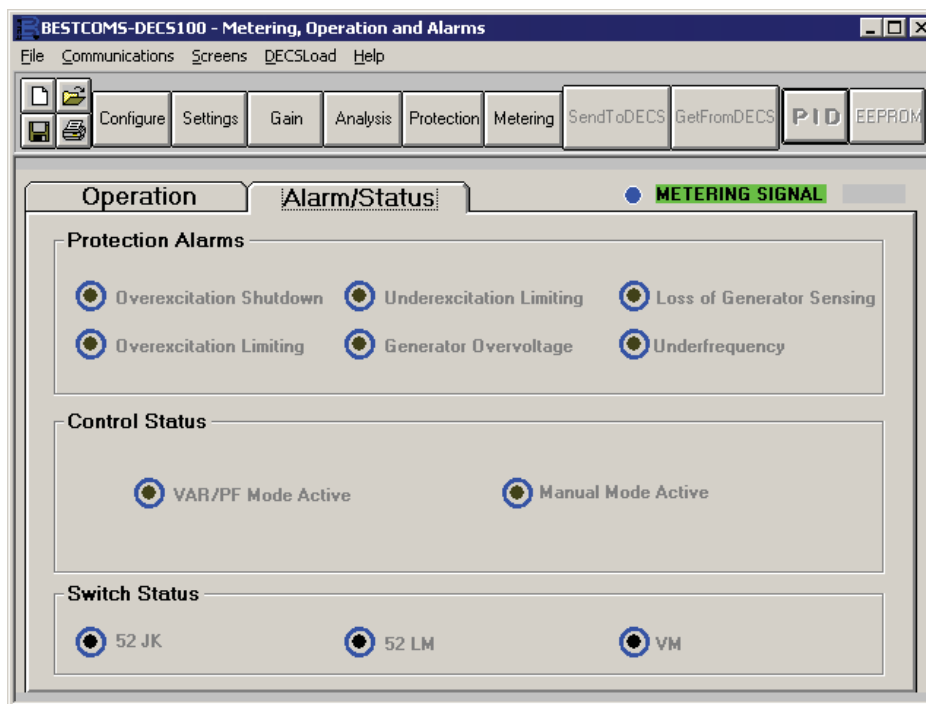 BESTCOMS-DECS100 - Metering, Operation and Alarms
File Communications Screens DECSLoad Help
Configure Settings Gain Analysis Protection Metering SendToDECS GetFromDECS PID EEPROM
Operation Alarm/Status METERING SIGNAL
Protection Alarms
Overexcitation Shutdown Underexcitation Limiting Loss of Generator Sensing
Overexcitation Limiting Generator Overvoltage Underfrequency
Control Status
VAR/PF Mode Active Manual Mode Active
Switch Status
52 JK 52 LM VM